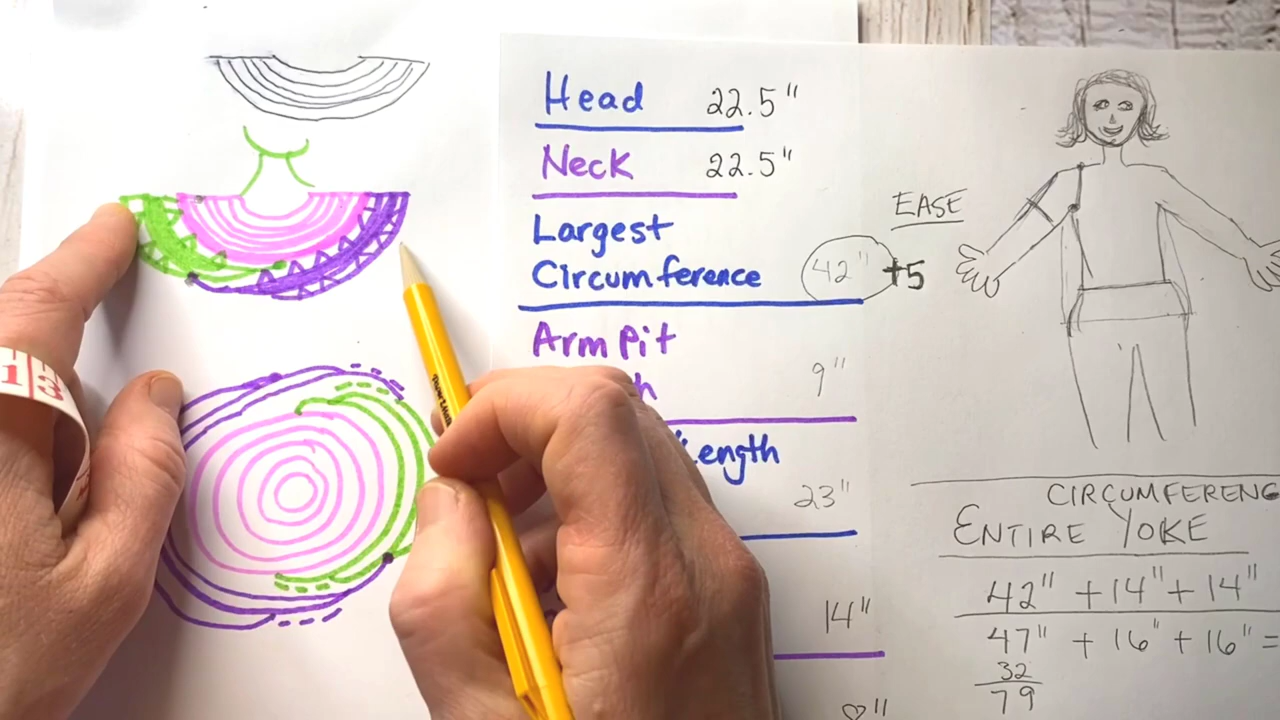 Head 22.5"
Neck 22.5"
Largest
Circumference 42" +5
EASE
Arm Pit
9"
Length
23"
14"
♡"
CIRCUMFERENC
ENTIRE YOKE
42" + 14" + 14"
47" + 16" + 16" =
32
79
13